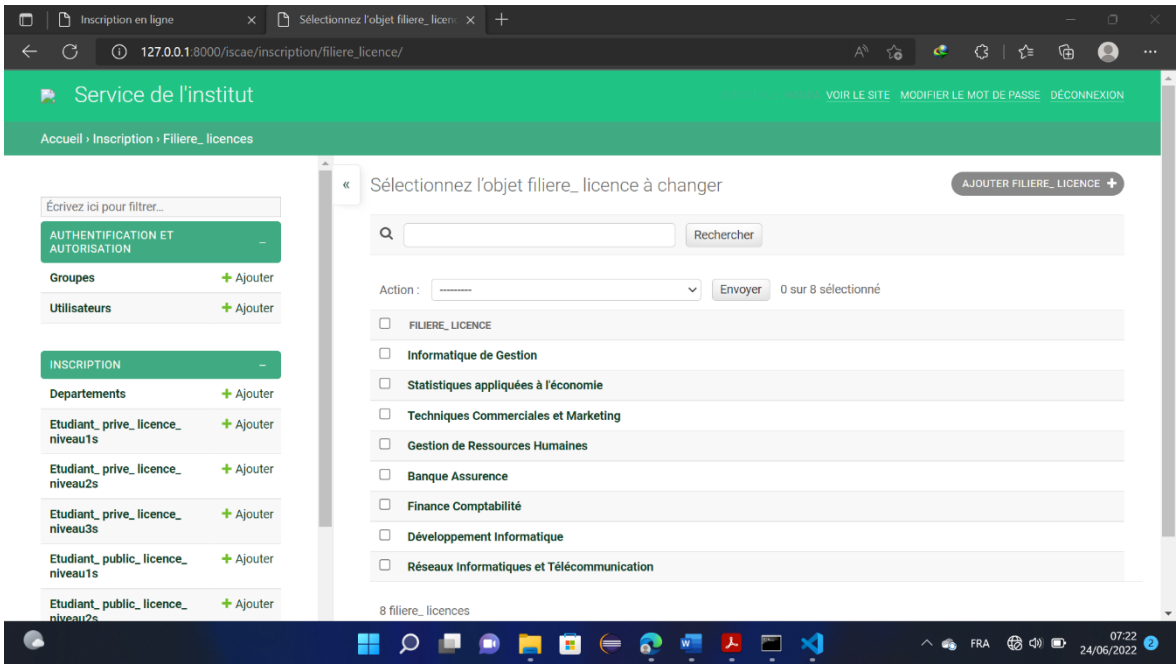 Inscription en ligne
Sélectionnez l'objet filiere_ licenc
127.0.0.1:8000/iscae/inscription/filiere_licence/
Service de l'institut
VOIR LE SITE MODIFIER LE MOT DE PASSE DÉCONNEXION
Accueil › Inscription › Filiere_ licences
Écrivez ici pour filtrer…
AUTHENTIFICATION ET
AUTORISATION
Groupes + Ajouter
Utilisateurs + Ajouter
INSCRIPTION
Departements + Ajouter
Etudiant_ prive_ licence_ + Ajouter
niveau1s
Etudiant_ prive_ licence_ + Ajouter
niveau2s
Etudiant_ prive_ licence_ + Ajouter
niveau3s
Etudiant_ public_ licence_ + Ajouter
niveau1s
Etudiant_ public_ licence_ + Ajouter
niveau2s
«
Sélectionnez l'objet filiere_ licence à changer
AJOUTER FILIERE_ LICENCE +
Rechercher
Action : --------- Envoyer 0 sur 8 sélectionné
FILIERE_ LICENCE
Informatique de Gestion
Statistiques appliquées à l'économie
Techniques Commerciales et Marketing
Gestion de Ressources Humaines
Banque Assurence
Finance Comptabilité
Développement Informatique
Réseaux Informatiques et Télécommunication
8 filiere_ licences
FRA
07:22
24/06/2022
2